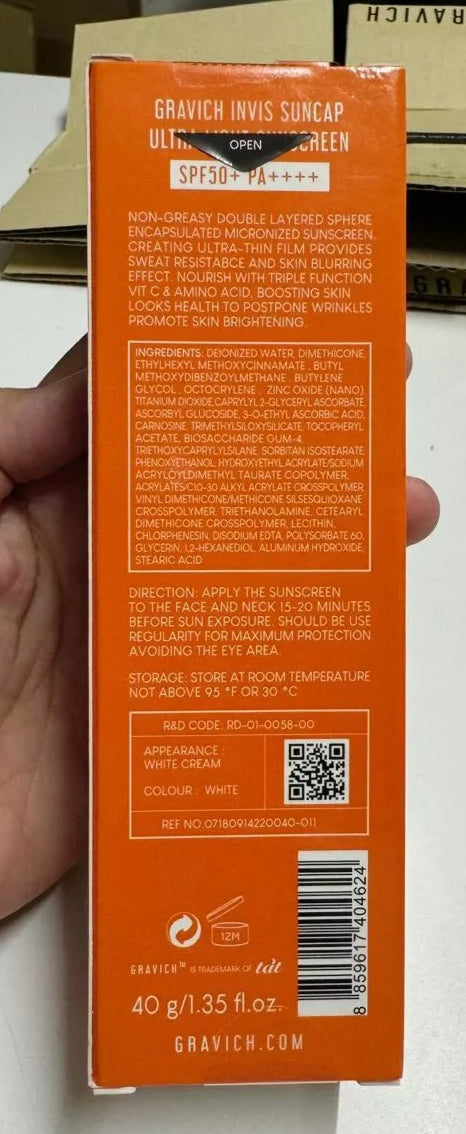 GRAVICH
GRAVICH INVIS SUNCAP
ULTRA LIGHT SUNSCREEN
OPEN
SPF50+ PA++++
NON-GREASY DOUBLE LAYERED SPHERE
ENCAPSULATED MICRONIZED SUNSCREEN.
CREATING ULTRA-THIN FILM PROVIDES
SWEAT RESISTABCE AND SKIN BLURRING
EFFECT. NOURISH WITH TRIPLE FUNCTION
VIT C & AMINO ACID, BOOSTING SKIN
LOOKS HEALTH TO POSTPONE WRINKLES
PROMOTE SKIN BRIGHTENING.
INGREDIENTS: DEIONIZED WATER, DIMETHICONE,
ETHYLHEXYL METHOXYCINNAMATE , BUTYL
METHOXYDIBENZOYLMETHANE , BUTYLENE
GLYCOL , OCTOCRYLENE , ZINC OXIDE (NANO),
TITANIUM DIOXIDE,CAPRYLYL 2-GLYCERYL ASCORBATE,
ASCORBYL GLUCOSIDE, 3-O-ETHYL ASCORBIC ACID,
CARNOSINE, TRIMETHYLSILOXYSILICATE, TOCOPHERYL
ACETATE, BIOSACCHARIDE GUM-4,
TRIETHOXYCAPRYLYLSILANE, SORBITAN ISOSTEARATE
PHENOXYETHANOL, HYDROXYETHYL ACRYLATE/SODIUM
ACRYLOYLDIMETHYL TAURATE COPOLYMER,
ACRYLATES/C10-30 ALKYL ACRYLATE CROSSPOLYMER,
VINYL DIMETHICONE/METHICONE SILSESQUIOXANE
CROSSPOLYMER, TRIETHANOLAMINE, CETEARYL
DIMETHICONE CROSSPOLYMER, LECITHIN,
CHLORPHENESIN, DISODIUM EDTA, POLYSORBATE 60,
GLYCERIN, 1,2-HEXANEDIOL, ALUMINUM HYDROXIDE,
STEARIC ACID
DIRECTION: APPLY THE SUNSCREEN
TO THE FACE AND NECK 15-20 MINUTES
BEFORE SUN EXPOSURE. SHOULD BE USE
REGULARITY FOR MAXIMUM PROTECTION.
AVOIDING THE EYE AREA.
STORAGE: STORE AT ROOM TEMPERATURE
NOT ABOVE 95 °F OR 30 °C
R&D CODE: RD-01-0058-00
APPEARANCE :
WHITE CREAM
COLOUR : WHITE
REF NO.07180914220040-011
12M
GRAVICH™ IS TRADEMARK OF tdt
40 g/1.35 fl.oz.
GRAVICH.COM
8 859617 404624